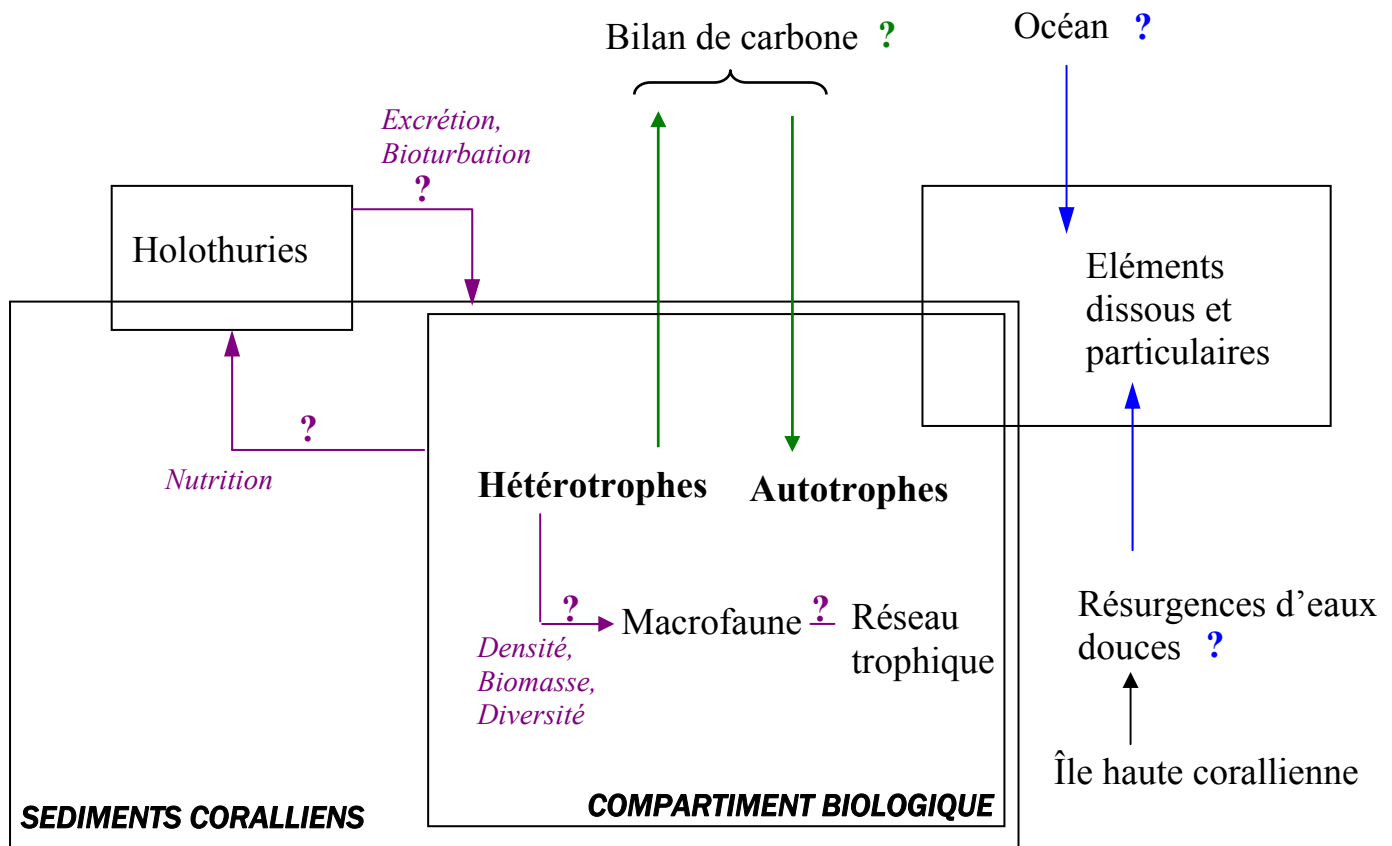 Bilan de carbone ?
Océan ?
Excrétion,
Bioturbation
?
Holothuries
Eléments
dissous et
particulaires
?
Nutrition
Hétérotrophes
Autotrophes
? Macrofaune ? Réseau
trophique
Densité,
Biomasse,
Diversité
Résurgences d’eaux
douces ?
Île haute corallienne
SEDIMENTS CORALLIENS
COMPARTIMENT BIOLOGIQUE